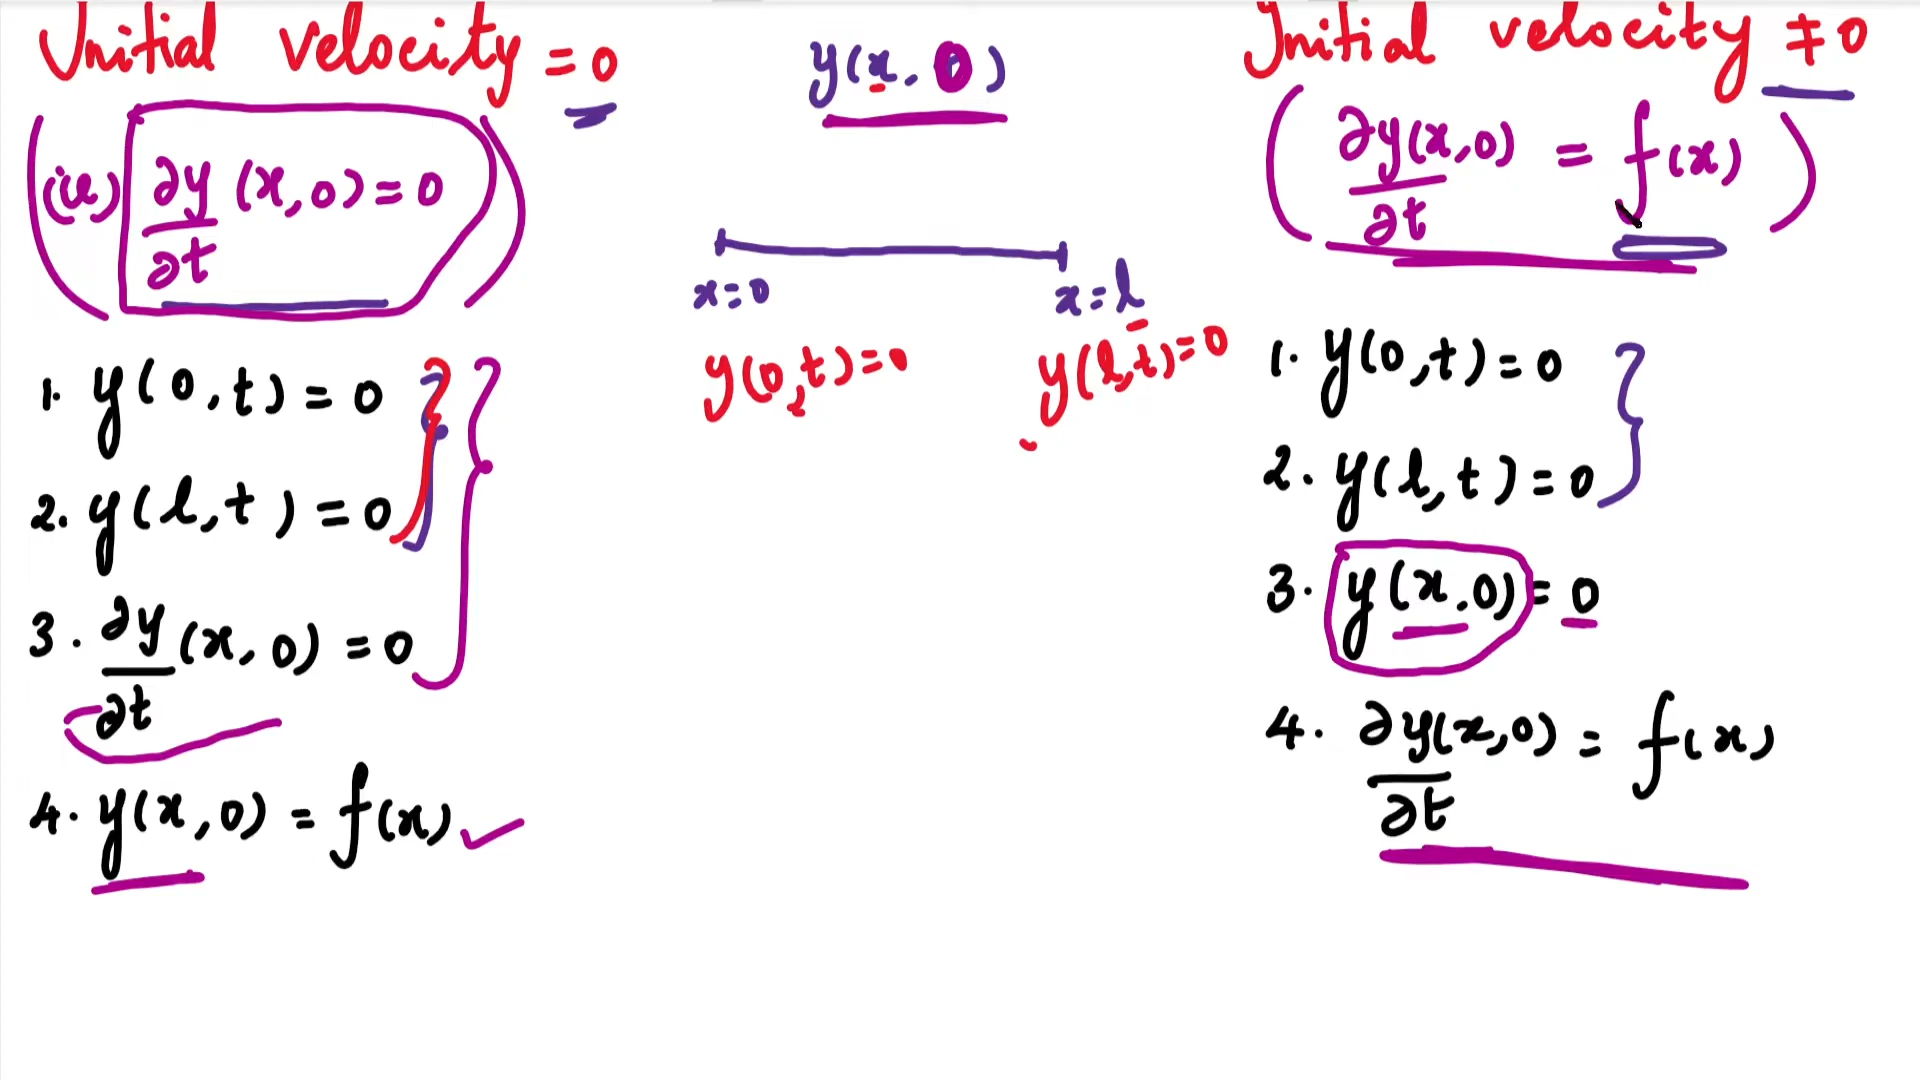 Initial velocity = 0
(ie) ∂y/∂t (x,0) = 0
1. y(0,t) = 0
2. y(l,t) = 0
3. ∂y/∂t (x,0) = 0
4. y(x,0) = f(x) ✓
y(x,0)
x=0 x=l
y(0,t)=0 y(l,t)=0
Initial velocity ≠ 0
(∂y(x,0)/∂t = f(x))
1. y(0,t) = 0
2. y(l,t) = 0
3. y(x,0) = 0
4. ∂y(x,0)/∂t = f(x)